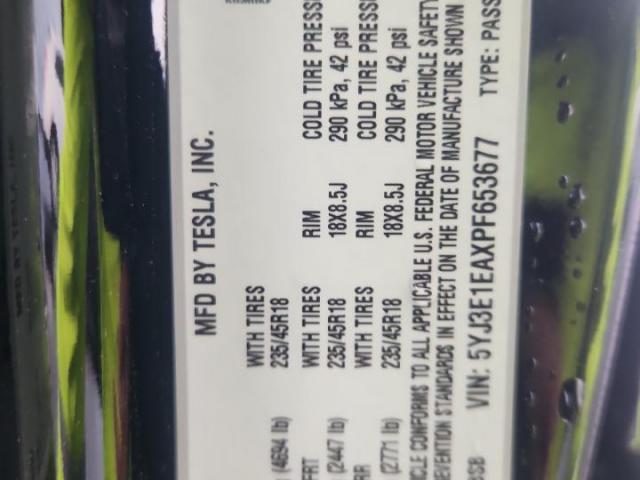 MFD BY TESLA, INC.
(4694 lb) WITH TIRES
235/45R18
FRT WITH TIRES RIM COLD TIRE PRESS
(2447 lb) 235/45R18 18X8.5J 290 kPa, 42 psi
RR WITH TIRES RIM COLD TIRE PRESS
(2771 lb) 235/45R18 18X8.5J 290 kPa, 42 psi
ICLE CONFORMS TO ALL APPLICABLE U.S. FEDERAL MOTOR VEHICLE SAFETY
EVENTION STANDARDS IN EFFECT ON THE DATE OF MANUFACTURE SHOWN
VIN: 5YJ3E1EAXPF653677 TYPE: PASS